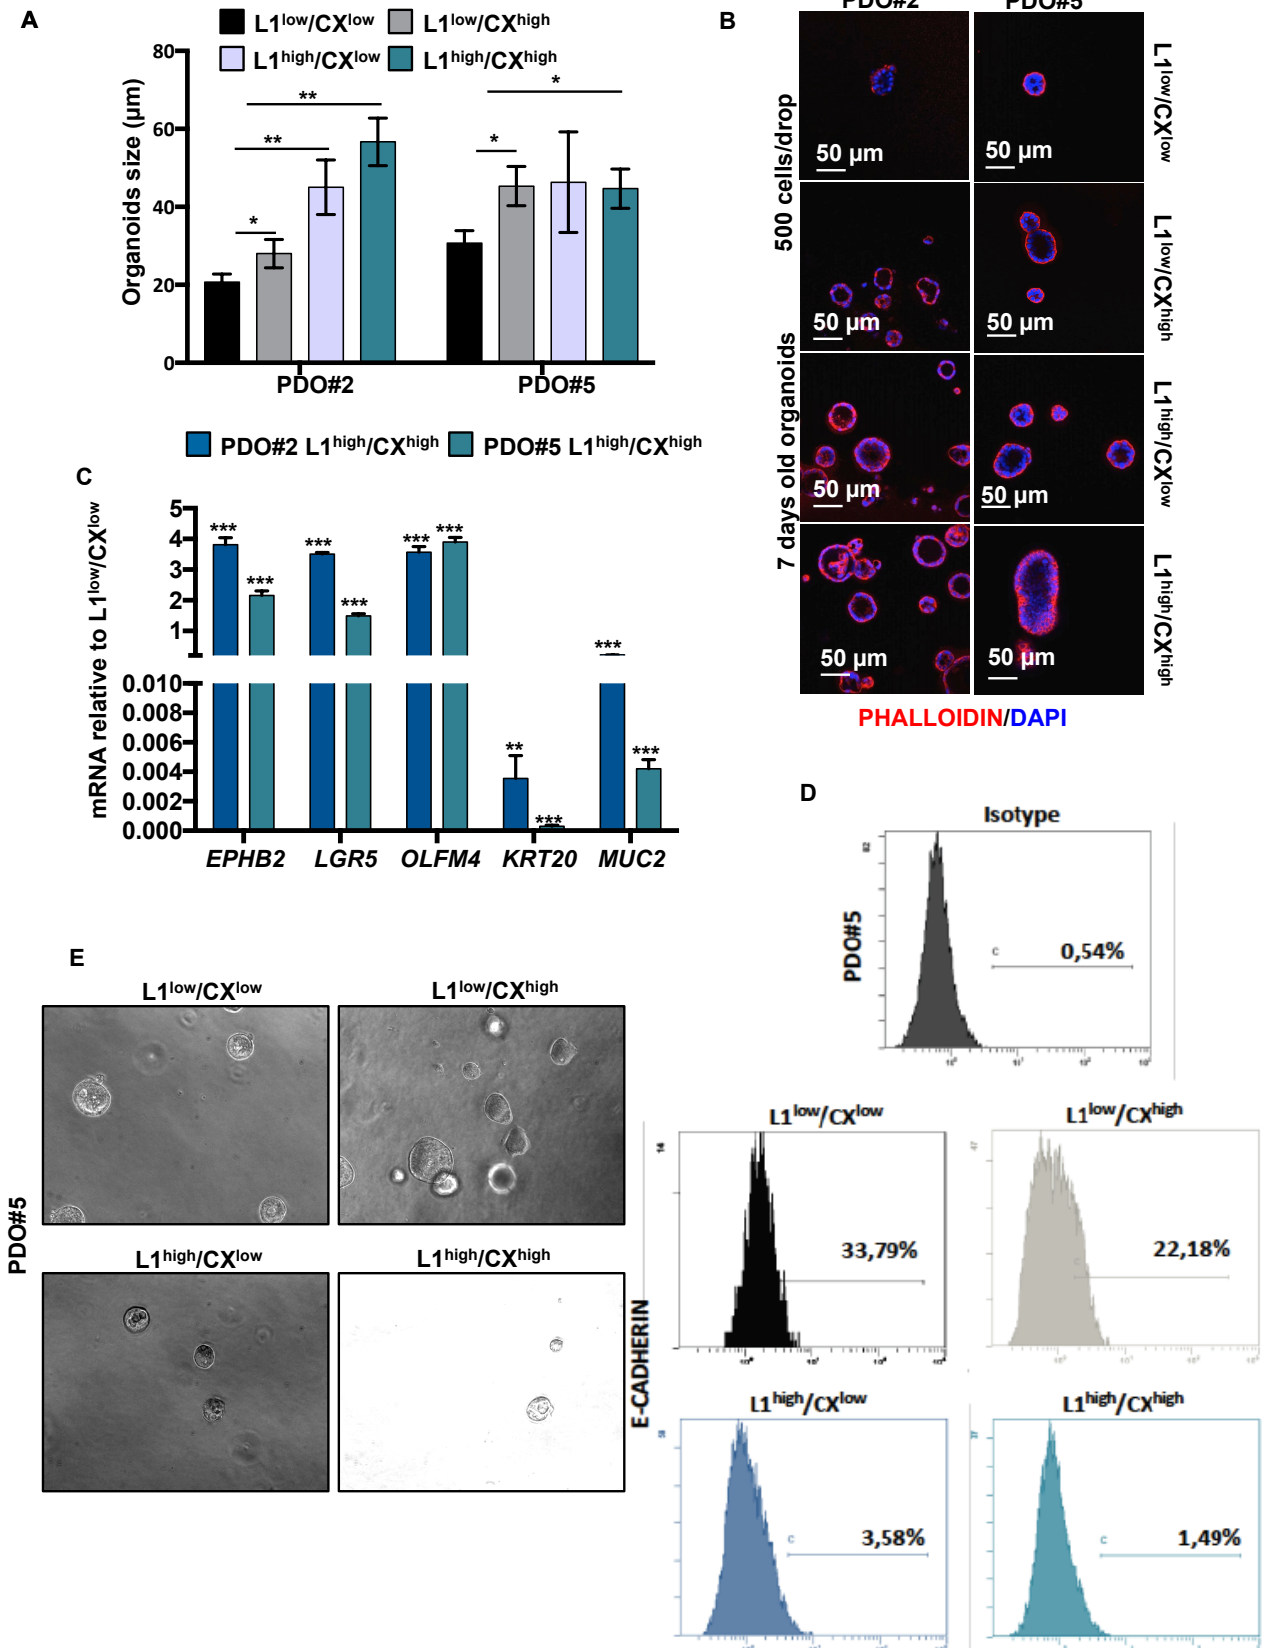 A
L1low/CXlow
L1low/CXhigh
L1high/CXlow
L1high/CXhigh
Organoids size (µm)
80
60
40
20
0
**
**
*
*
*
PDO#2
PDO#5
B
PDO#2
PDO#5
500 cells/drop
7 days old organoids
50 µm
50 µm
L1low/CXlow
50 µm
50 µm
L1low/CXhigh
50 µm
50 µm
L1high/CXlow
50 µm
50 µm
L1high/CXhigh
PHALLOIDIN/DAPI
PDO#2 L1high/CXhigh
PDO#5 L1high/CXhigh
C
mRNA relative to L1low/CXlow
5
4
3
2
1
0.010
0.008
0.006
0.004
0.002
0.000
***
***
***
***
***
***
**
***
***
***
EPHB2
LGR5
OLFM4
KRT20
MUC2
D
Isotype
PDO#5
C
0,54%
E-CADHERIN
L1low/CXlow
33,79%
L1low/CXhigh
C
22,18%
L1high/CXlow
C
3,58%
L1high/CXhigh
C
1,49%
E
PDO#5
L1low/CXlow
L1low/CXhigh
L1high/CXlow
L1high/CXhigh